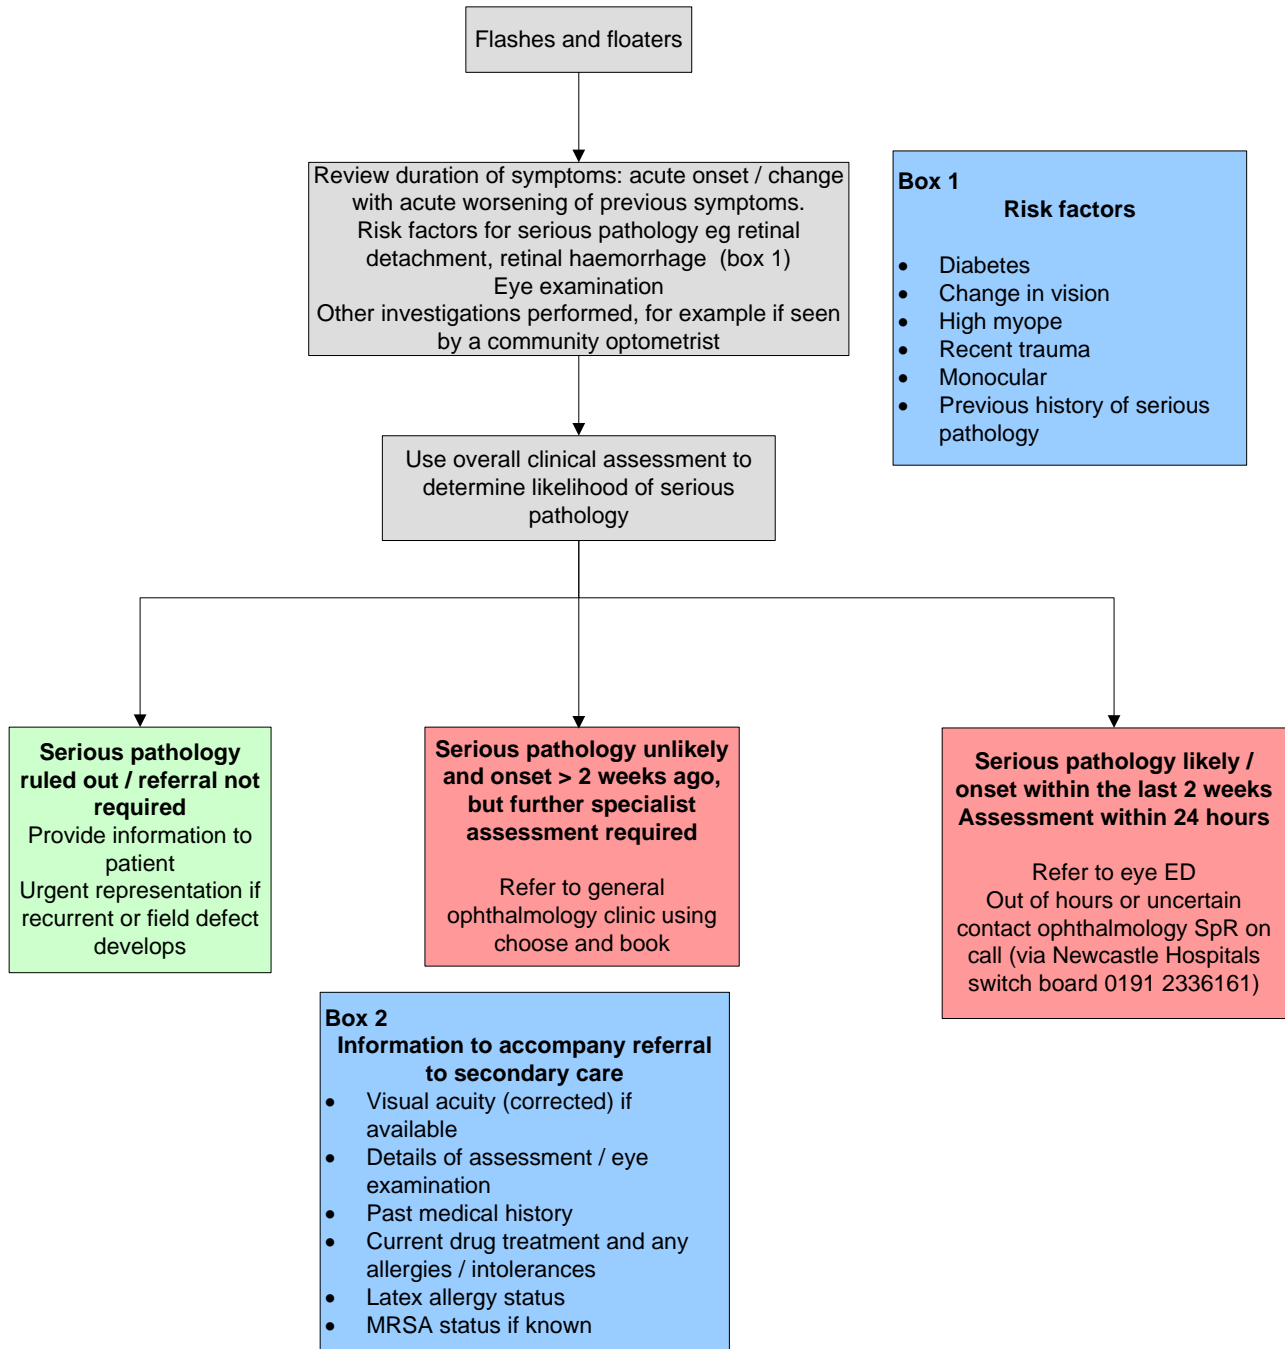 Flashes and floaters
Review duration of symptoms: acute onset / change
with acute worsening of previous symptoms.
Risk factors for serious pathology eg retinal
detachment, retinal haemorrhage  (box 1)
Eye examination
Other investigations performed, for example if seen
by a community optometrist
Box 1
Risk factors
• Diabetes
• Change in vision
• High myope
• Recent trauma
• Monocular
• Previous history of serious
pathology
Use overall clinical assessment to
determine likelihood of serious
pathology
Serious pathology
ruled out / referral not
required
Provide information to
patient
Urgent representation if
recurrent or field defect
develops
Serious pathology unlikely
and onset > 2 weeks ago,
but further specialist
assessment required
Refer to general
ophthalmology clinic using
choose and book
Serious pathology likely /
onset within the last 2 weeks
Assessment within 24 hours
Refer to eye ED
Out of hours or uncertain
contact ophthalmology SpR on
call (via Newcastle Hospitals
switch board 0191 2336161)
Box 2
Information to accompany referral
to secondary care
• Visual acuity (corrected) if
available
• Details of assessment / eye
examination
• Past medical history
• Current drug treatment and any
allergies / intolerances
• Latex allergy status
• MRSA status if known